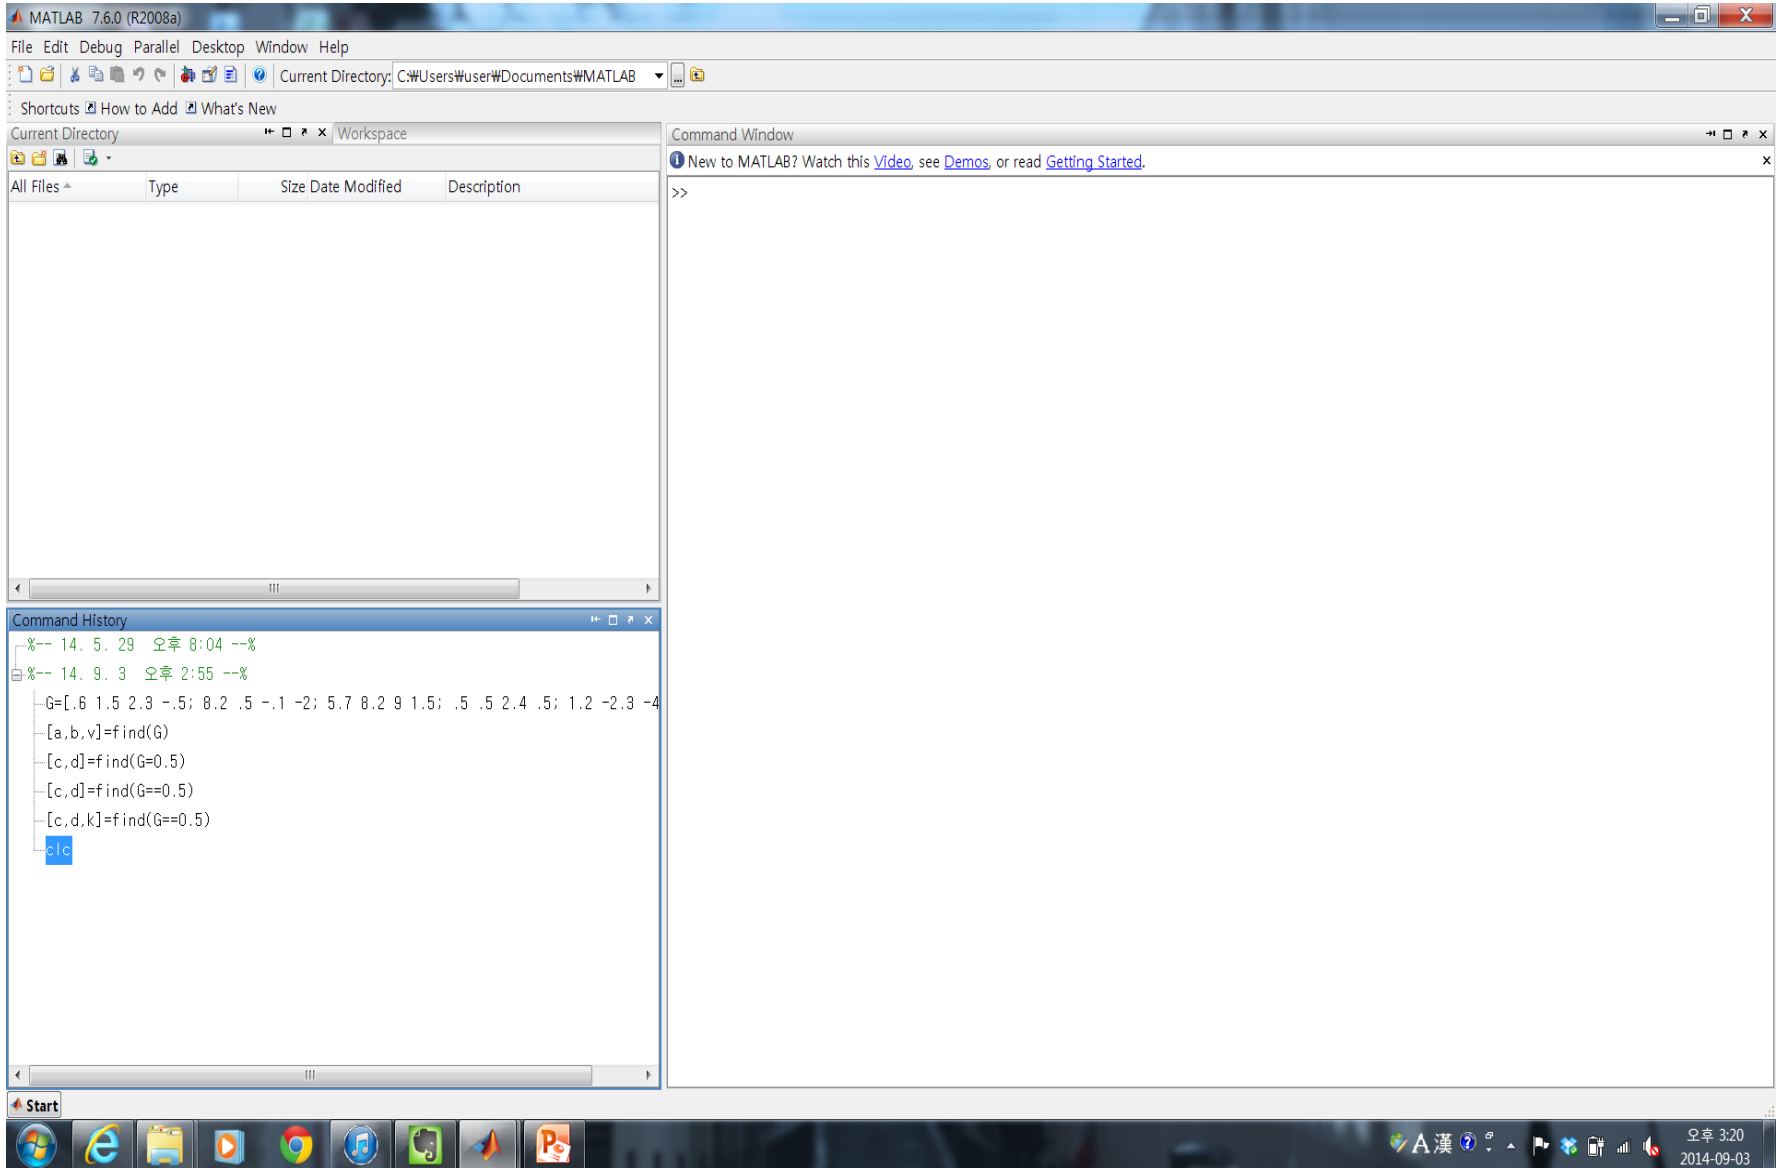 MATLAB 7.6.0 (R2008a)
File Edit Debug Parallel Desktop Window Help
Current Directory: C:₩Users₩user₩Documents₩MATLAB
Shortcuts How to Add What's New
Current Directory Workspace
All Files Type Size Date Modified Description
Command Window
New to MATLAB? Watch this Video, see Demos, or read Getting Started.
>>
Command History
%-- 14. 5. 29 오후 8:04 --%
%-- 14. 9. 3 오후 2:55 --%
G=[.6 1.5 2.3 -.5; 8.2 .5 -.1 -2; 5.7 8.2 9 1.5; .5 .5 2.4 .5; 1.2 -2.3 -4
[a,b,v]=find(G)
[c,d]=find(G=0.5)
[c,d]=find(G==0.5)
[c,d,k]=find(G==0.5)
clc
Start
A 漢
오후 3:20
2014-09-03